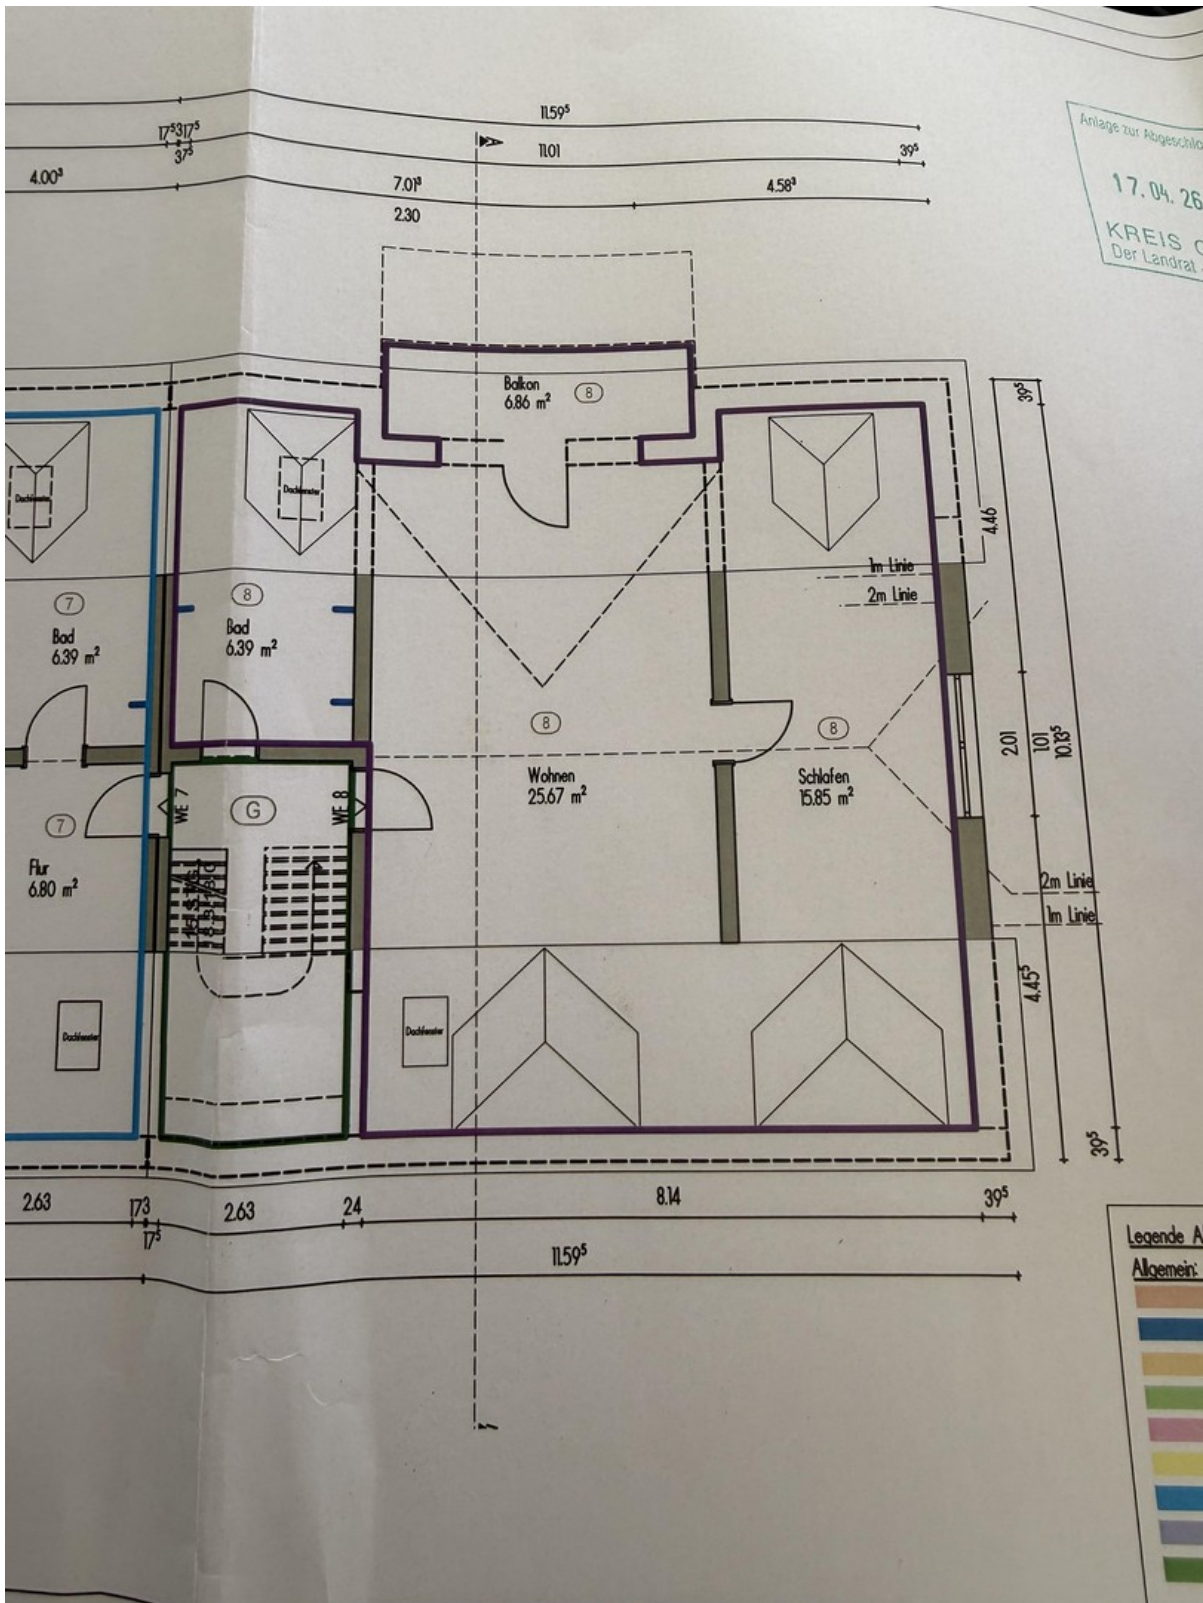 11.59⁵
17⁵ 3 17⁵
37⁵
A
11.01
39⁵
4.00³
7.01³
4.58³
2.30
Anlage zur Abgeschlo
17. 04. 26
KREIS
Der Landrat
Balkon
6.86 m²
8
39⁵
Dachfenster
Dachfenster
4.46
1m Linie
2m Linie
7
Bad
6.39 m²
8
Bad
6.39 m²
8
Wohnen
25.67 m²
8
Schlafen
15.85 m²
2.01
1.01
10.13⁵
WE 7
G
WE 8
7
Flur
6.80 m²
2m Linie
1m Linie
4.45⁵
Dachfenster
Dachfenster
39⁵
2.63
17³
17⁵
2.63
24
8.14
39⁵
11.59⁵
Legende A
Allgemein: